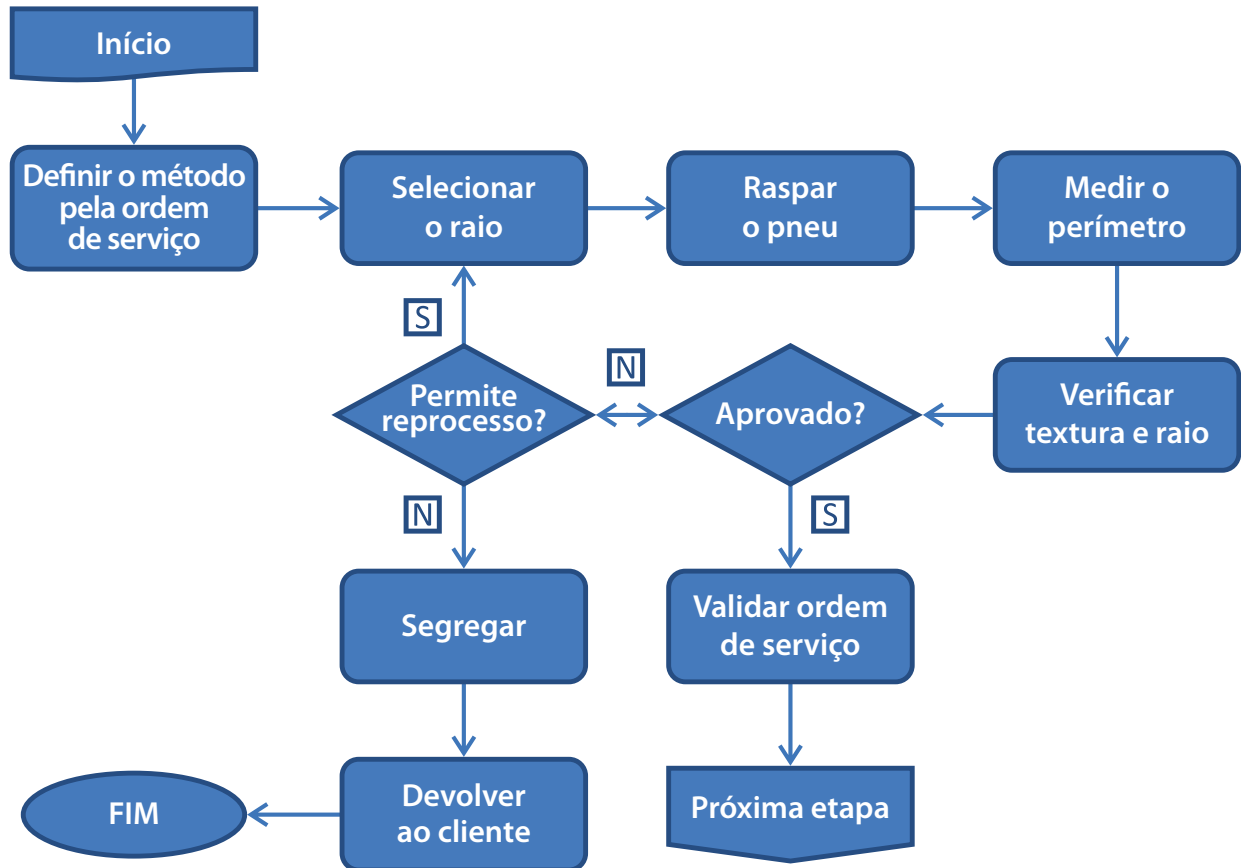 Início
Definir o método
pela ordem
de serviço
Selecionar
o raio
Raspar
o pneu
Medir o
perímetro
S
N
Permite
reprocesso?
Aprovado?
Verificar
textura e raio
N
S
Segregar
Validar ordem
de serviço
FIM
Devolver
ao cliente
Próxima etapa